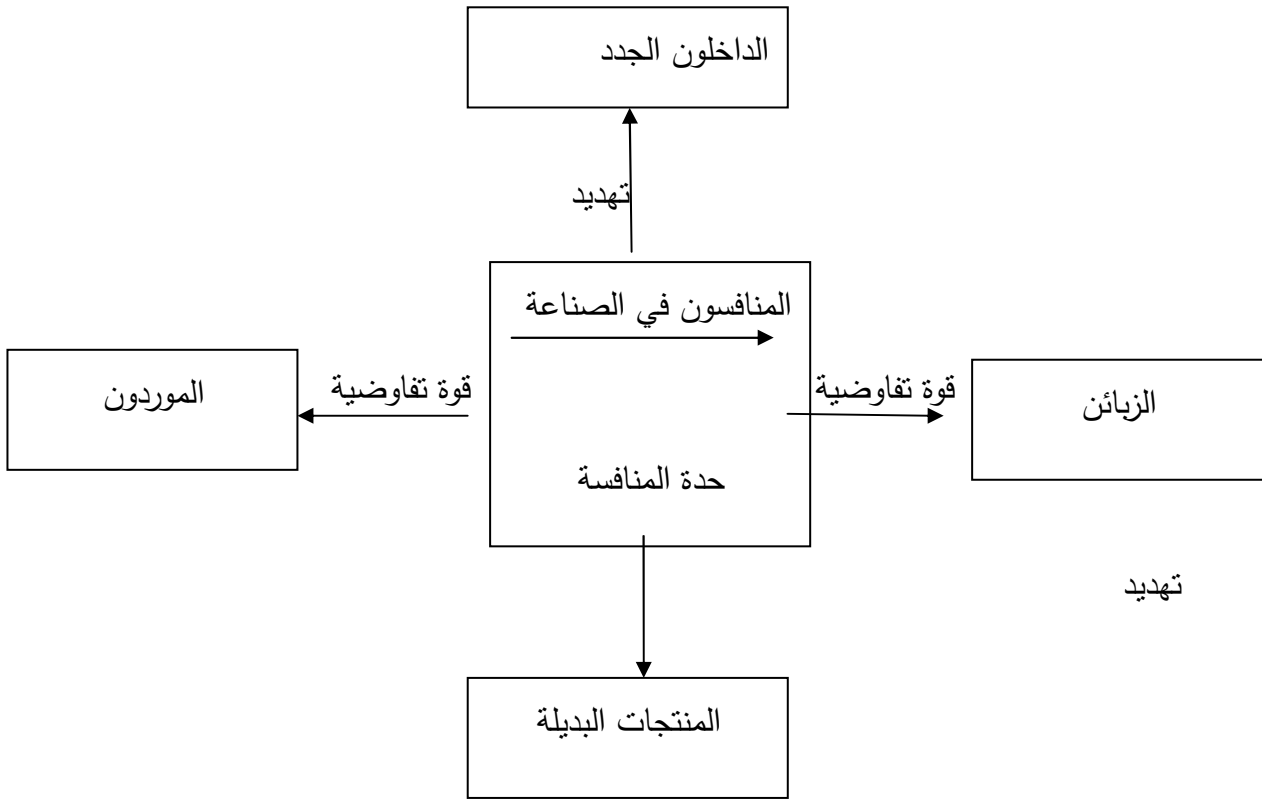 الداخلون الجدد
تهديد
المنافسون في الصناعة
الزبائن
قوة تفاوضية
قوة تفاوضية
الموردون
حدة المنافسة
تهديد
المنتجات البديلة